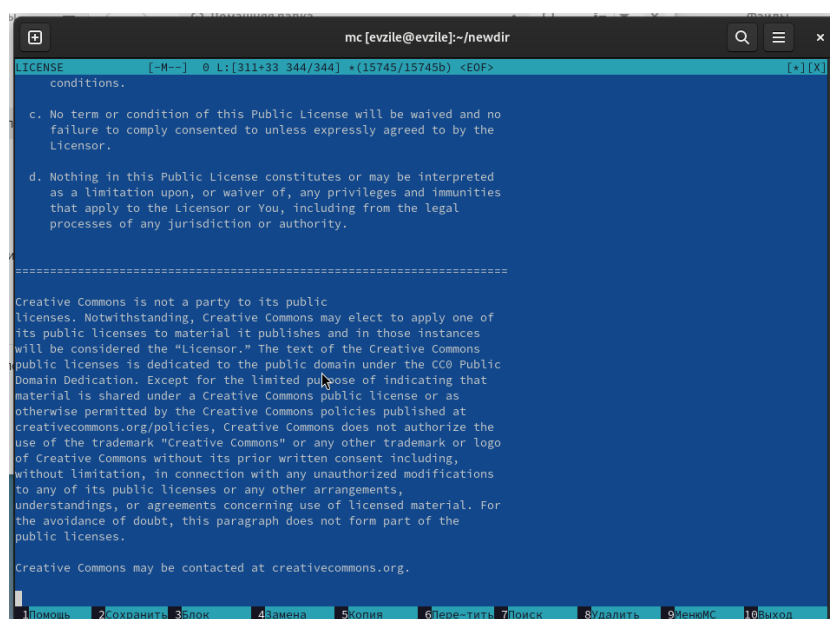 Домашняя папка
Файлы
mc [evzile@evzile]:~/newdir
LICENSE [-M--] 0 L:[311+33 344/344] *(15745/15745b) <EOF> [*][X]
conditions.
c. No term or condition of this Public License will be waived and no
failure to comply consented to unless expressly agreed to by the
Licensor.
d. Nothing in this Public License constitutes or may be interpreted
as a limitation upon, or waiver of, any privileges and immunities
that apply to the Licensor or You, including from the legal
processes of any jurisdiction or authority.
=======================================================================
Creative Commons is not a party to its public
licenses. Notwithstanding, Creative Commons may elect to apply one of
its public licenses to material it publishes and in those instances
will be considered the “Licensor.” The text of the Creative Commons
public licenses is dedicated to the public domain under the CC0 Public
Domain Dedication. Except for the limited purpose of indicating that
material is shared under a Creative Commons public license or as
otherwise permitted by the Creative Commons policies published at
creativecommons.org/policies, Creative Commons does not authorize the
use of the trademark "Creative Commons" or any other trademark or logo
of Creative Commons without its prior written consent including,
without limitation, in connection with any unauthorized modifications
to any of its public licenses or any other arrangements,
understandings, or agreements concerning use of licensed material. For
the avoidance of doubt, this paragraph does not form part of the
public licenses.
Creative Commons may be contacted at creativecommons.org.
1Помощь 2Сохранить 3Блок 4Замена 5Копия 6Пере~тить 7Поиск 8Удалить 9МенюМС 10Выход